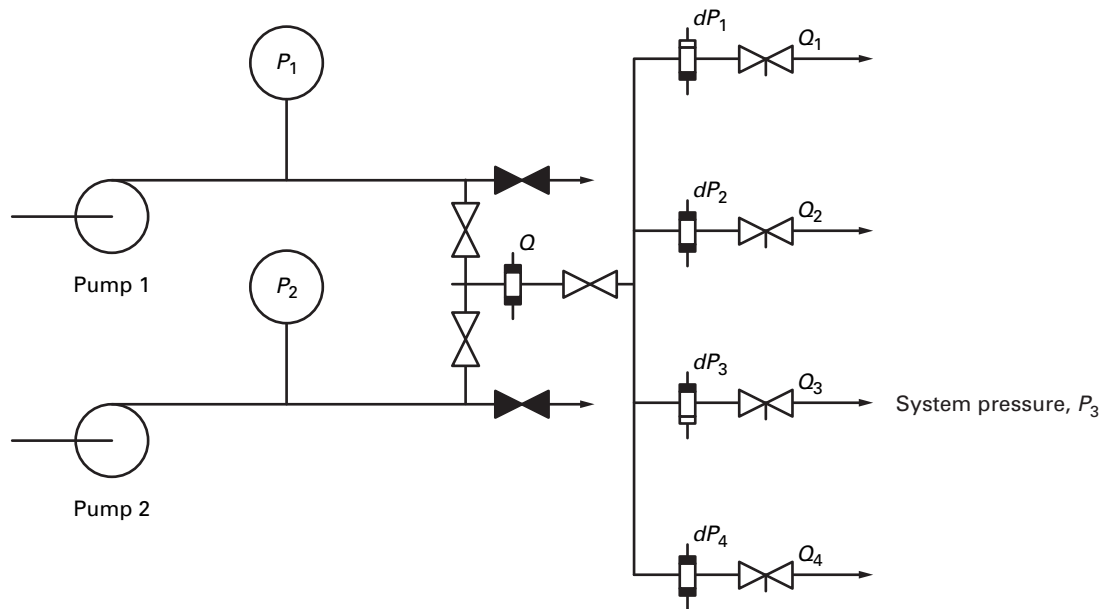 dP₁
Q₁
P₁
dP₂
Q₂
Q
Pump 1
P₂
dP₃
Q₃
System pressure, P₃
Pump 2
dP₄
Q₄